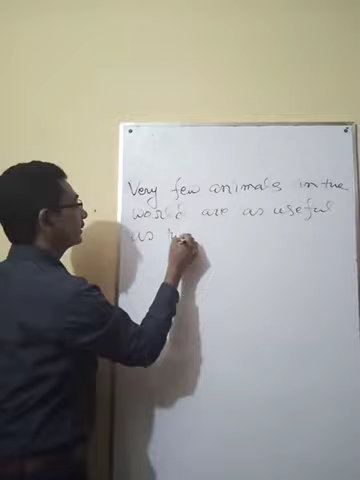 Very few animals in the
world are as useful
as